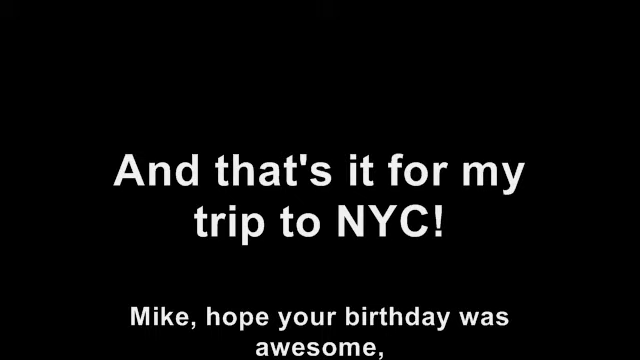 And that's it for my
trip to NYC!
Mike, hope your birthday was
awesome,